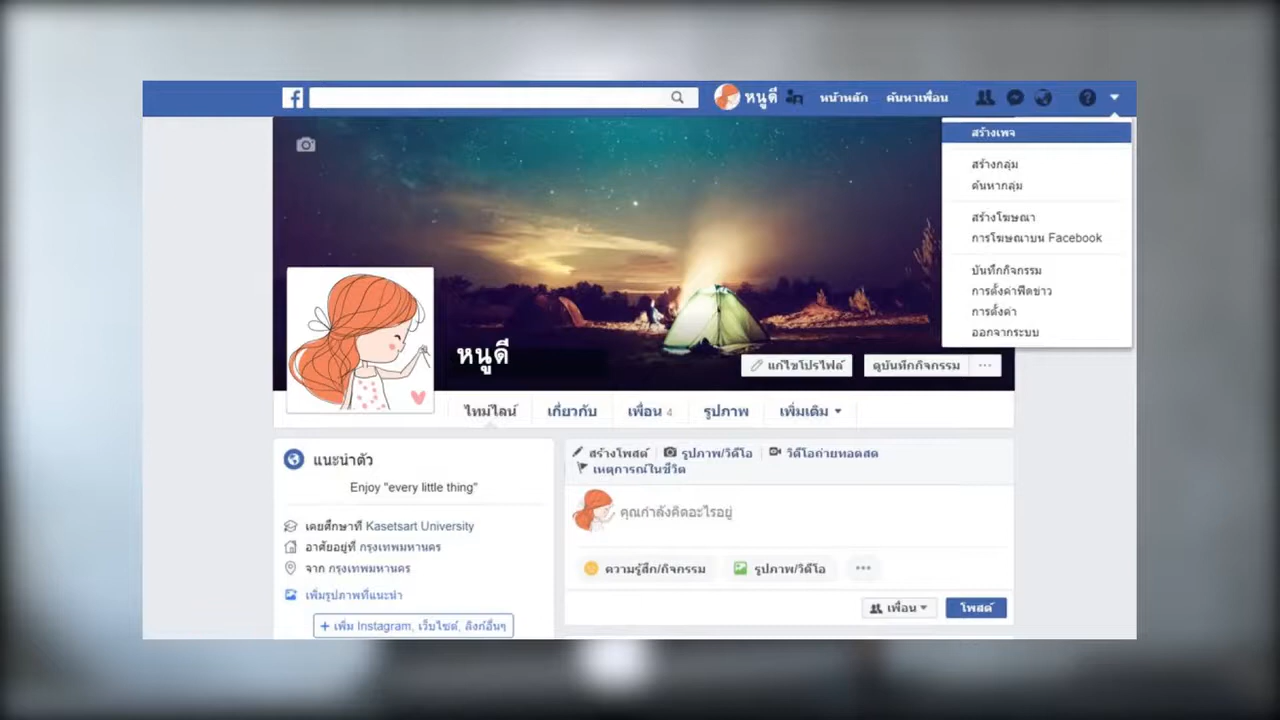 f
หนูดี
หน้าหลัก
ค้นหาเพื่อน
?
สร้างเพจ
สร้างกลุ่ม
ค้นหากลุ่ม
สร้างโฆษณา
การโฆษณาบน Facebook
บันทึกกิจกรรม
การตั้งค่าฟีดข่าว
การตั้งค่า
ออกจากระบบ
หนูดี
แก้ไขโปรไฟล์
ดูบันทึกกิจกรรม
ไทม์ไลน์
เกี่ยวกับ
เพื่อน 4
รูปภาพ
เพิ่มเติม
แนะนำตัว
Enjoy "every little thing"
เคยศึกษาที่ Kasetsart University
อาศัยอยู่ที่ กรุงเทพมหานคร
จาก กรุงเทพมหานคร
เพิ่มรูปภาพที่แนะนำ
+ เพิ่ม Instagram, เว็บไซต์, ลิงก์อื่นๆ
สร้างโพสต์
รูปภาพ/วิดีโอ
วิดีโอถ่ายทอดสด
เหตุการณ์ในชีวิต
คุณกำลังคิดอะไรอยู่
ความรู้สึก/กิจกรรม
รูปภาพ/วิดีโอ
เพื่อน
โพสต์